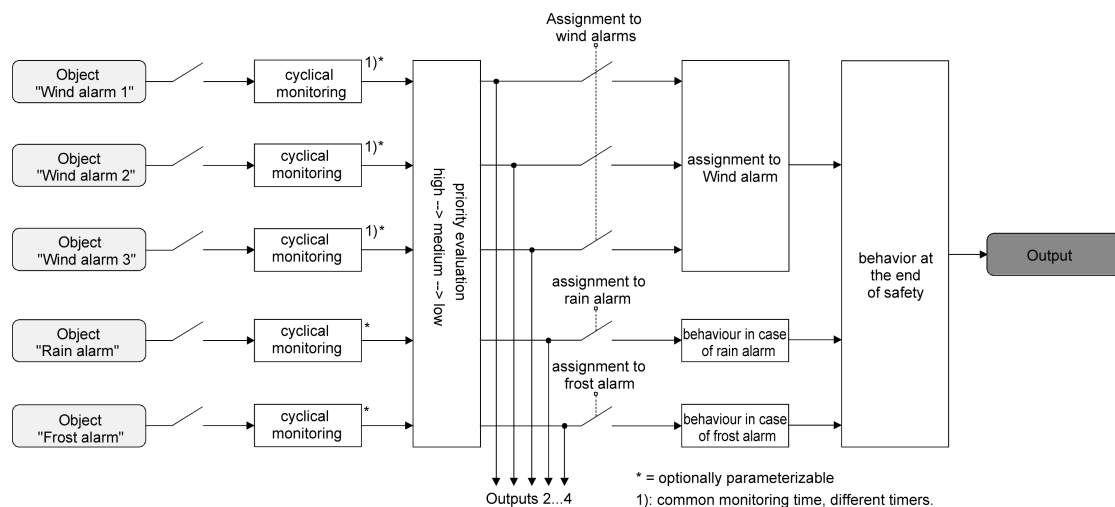 Assignment to
wind alarms
Object
"Wind alarm 1"
cyclical
monitoring
1)*
Object
"Wind alarm 2"
cyclical
monitoring
1)*
Object
"Wind alarm 3"
cyclical
monitoring
1)*
Object
"Rain alarm"
cyclical
monitoring
*
Object
"Frost alarm"
cyclical
monitoring
*
priority evaluation
high --> medium --> low
assignment to
Wind alarm
assignment to
rain alarm
behaviour in case
of rain alarm
assignment to
frost alarm
behaviour in case
of frost alarm
behavior at
the end
of safety
Output
Outputs 2...4
* = optionally parameterizable
1): common monitoring time, different timers.